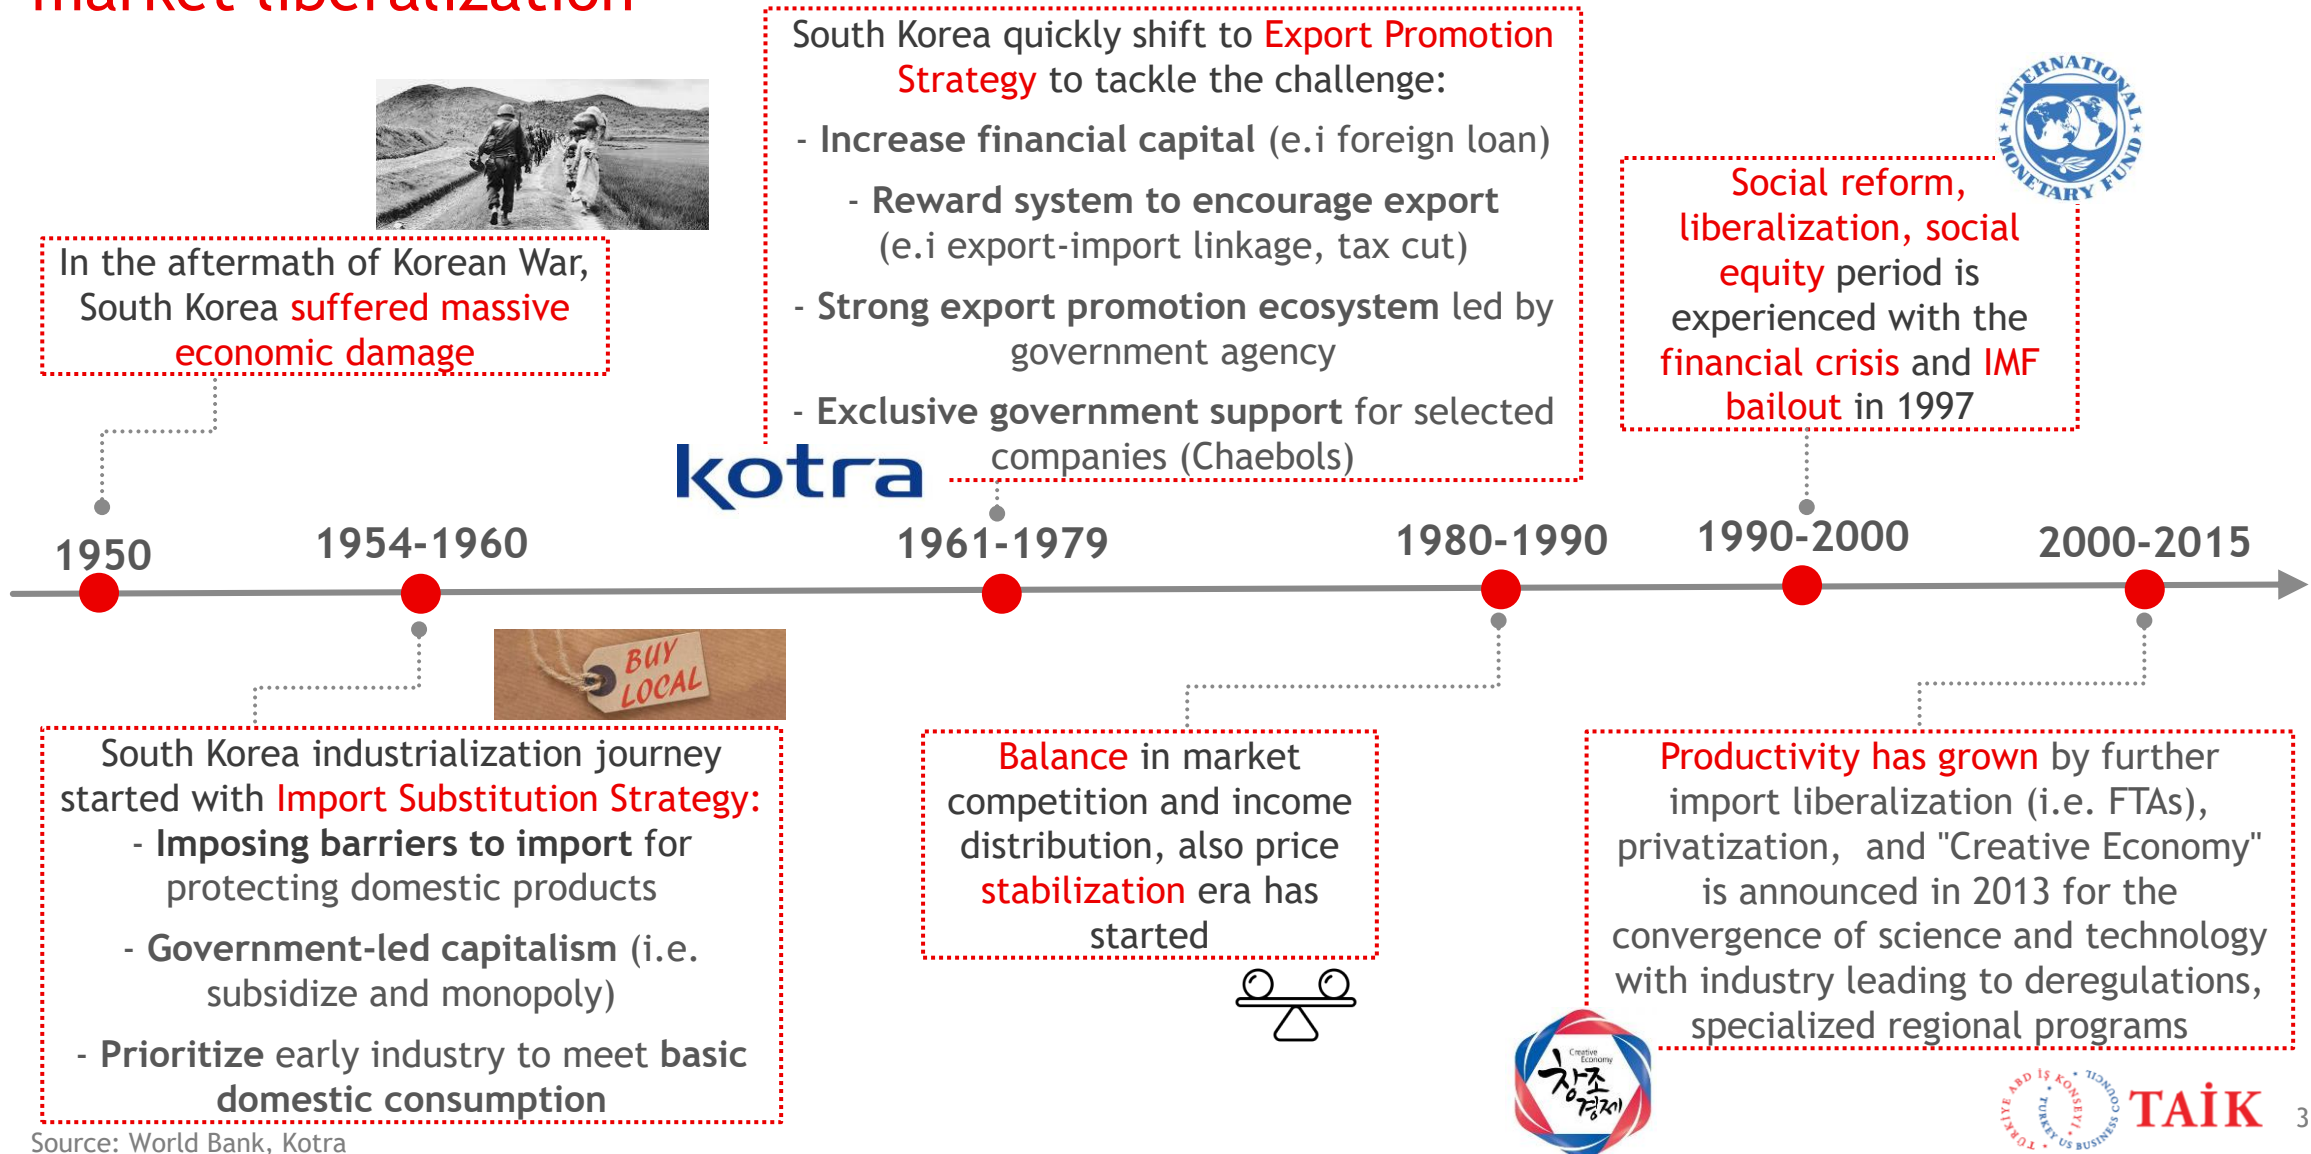 market liberalization
South Korea quickly shift to Export Promotion
Strategy to tackle the challenge:
- Increase financial capital (e.i foreign loan)
- Reward system to encourage export
(e.i export-import linkage, tax cut)
- Strong export promotion ecosystem led by
government agency
- Exclusive government support for selected
companies (Chaebols)
INTERNATIONAL MONETARY FUND
Social reform,
liberalization, social
equity period is
experienced with the
financial crisis and IMF
bailout in 1997
In the aftermath of Korean War,
South Korea suffered massive
economic damage
kotra
1950
1954-1960
1961-1979
1980-1990
1990-2000
2000-2015
BUY
LOCAL
South Korea industrialization journey
started with Import Substitution Strategy:
- Imposing barriers to import for
protecting domestic products
- Government-led capitalism (i.e.
subsidize and monopoly)
- Prioritize early industry to meet basic
domestic consumption
Balance in market
competition and income
distribution, also price
stabilization era has
started
Productivity has grown by further
import liberalization (i.e. FTAs),
privatization, and "Creative Economy"
is announced in 2013 for the
convergence of science and technology
with industry leading to deregulations,
specialized regional programs
Creative
Economy
창조
경제
TÜRKİYE ABD İŞ KONSEYİ
TURKEY US BUSINESS COUNCIL
TAİK
3
Source: World Bank, Kotra